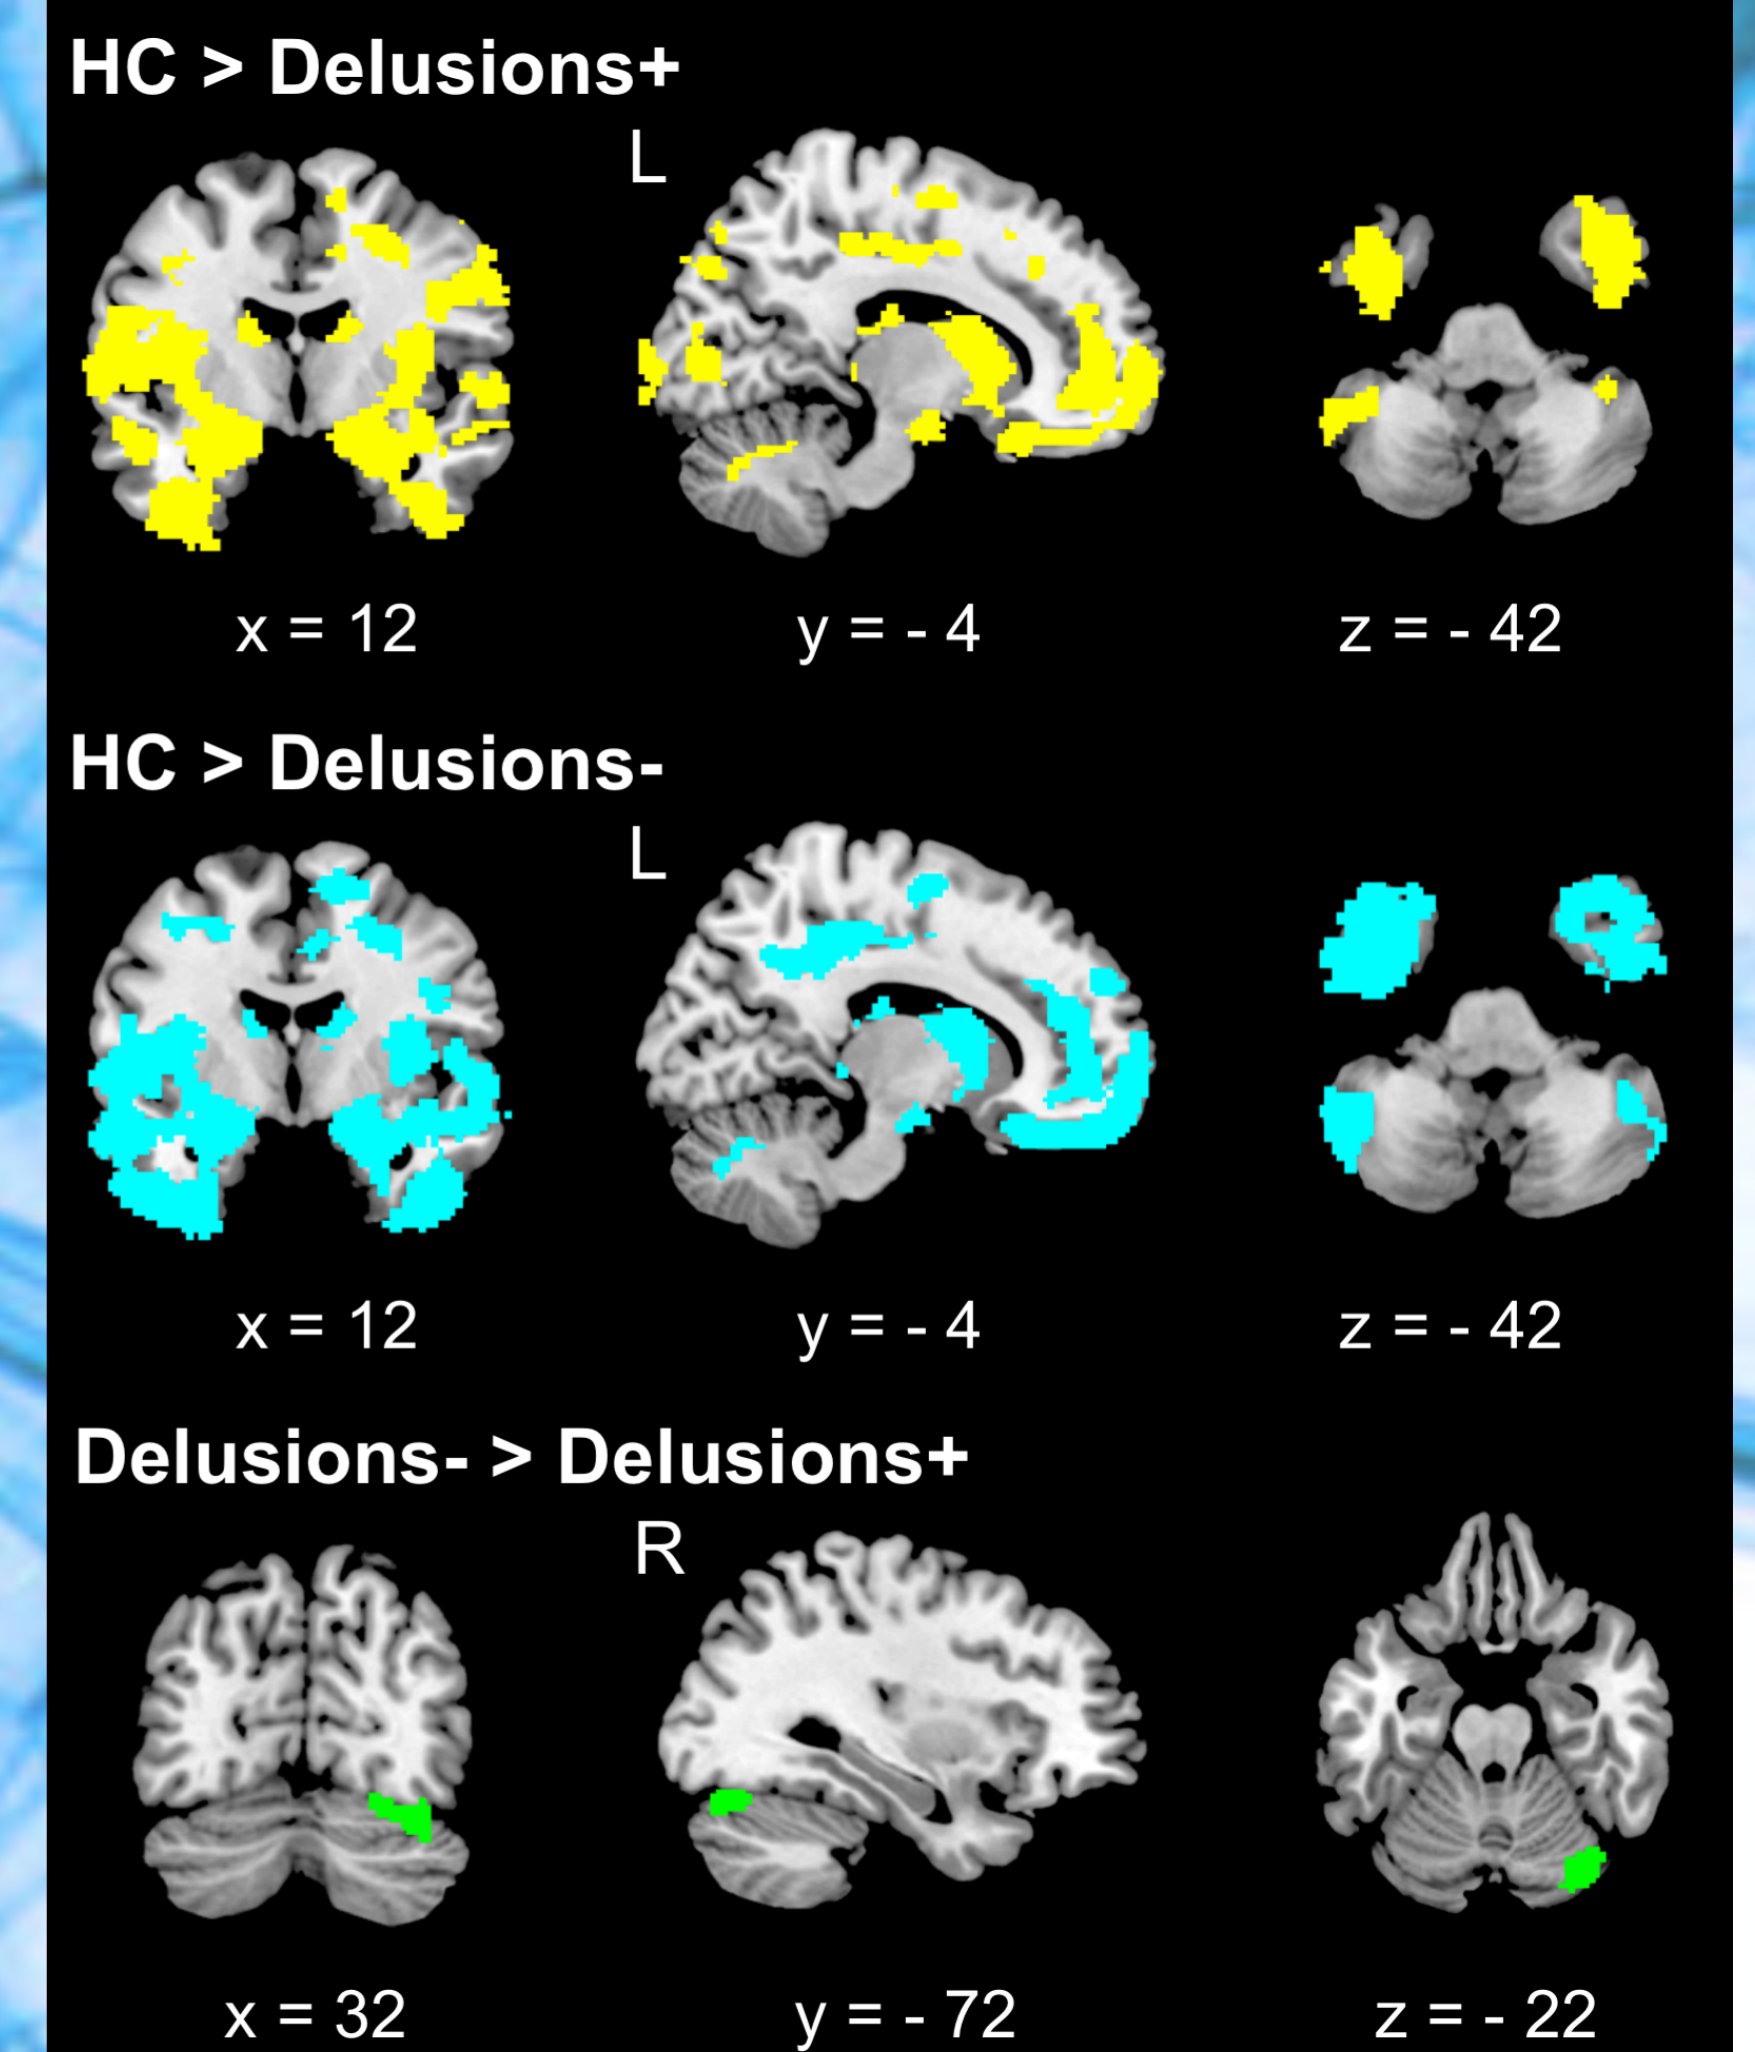 HC > Delusions+
L
x = 12 y = - 4 z = - 42
HC > Delusions-
L
x = 12 y = - 4 z = - 42
Delusions- > Delusions+
R
x = 32 y = - 72 z = - 22